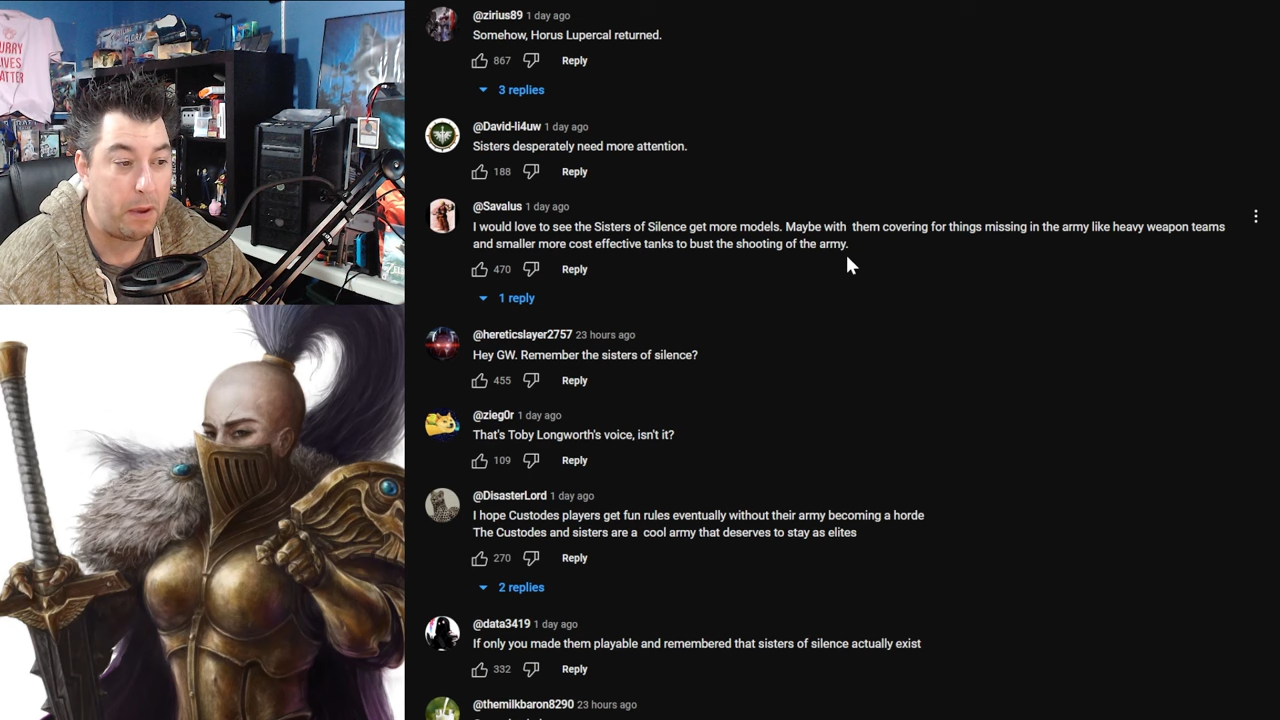 URRY
IVES
ATTER
@zirius89 1 day ago
Somehow, Horus Lupercal returned.
867 Reply
3 replies
@David-li4uw 1 day ago
Sisters desperately need more attention.
188 Reply
@Savalus 1 day ago
I would love to see the Sisters of Silence get more models. Maybe with them covering for things missing in the army like heavy weapon teams
and smaller more cost effective tanks to bust the shooting of the army.
470 Reply
1 reply
@hereticslayer2757 23 hours ago
Hey GW. Remember the sisters of silence?
455 Reply
@zieg0r 1 day ago
That's Toby Longworth's voice, isn't it?
109 Reply
@DisasterLord 1 day ago
I hope Custodes players get fun rules eventually without their army becoming a horde
The Custodes and sisters are a cool army that deserves to stay as elites
270 Reply
2 replies
@data3419 1 day ago
If only you made them playable and remembered that sisters of silence actually exist
332 Reply
@themilkbaron8290 23 hours ago